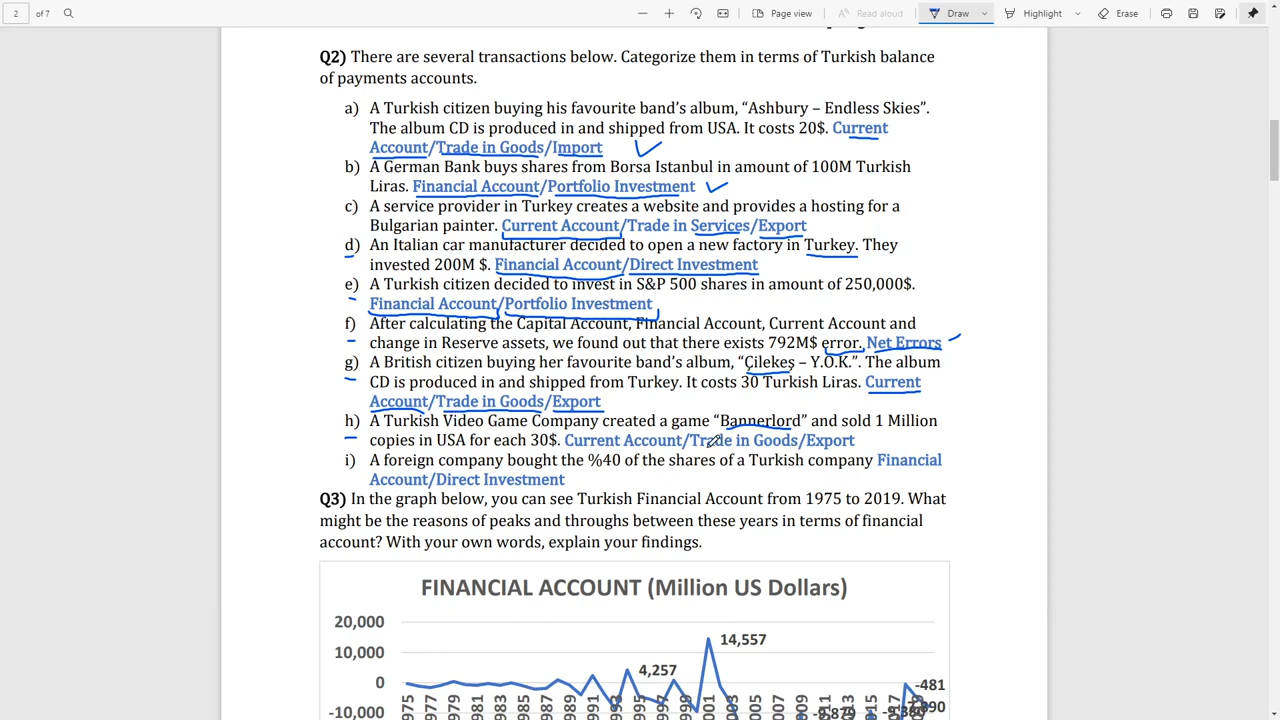 2 of 7 Page view Read aloud Draw Highlight Erase
Q2) There are several transactions below. Categorize them in terms of Turkish balance
of payments accounts.
a) A Turkish citizen buying his favourite band's album, “Ashbury – Endless Skies”.
The album CD is produced in and shipped from USA. It costs 20$. Current
Account/Trade in Goods/Import
b) A German Bank buys shares from Borsa Istanbul in amount of 100M Turkish
Liras. Financial Account/Portfolio Investment
c) A service provider in Turkey creates a website and provides a hosting for a
Bulgarian painter. Current Account/Trade in Services/Export
d) An Italian car manufacturer decided to open a new factory in Turkey. They
invested 200M $. Financial Account/Direct Investment
e) A Turkish citizen decided to invest in S&P 500 shares in amount of 250,000$.
Financial Account/Portfolio Investment
f) After calculating the Capital Account, Financial Account, Current Account and
change in Reserve assets, we found out that there exists 792M$ error. Net Errors
g) A British citizen buying her favourite band's album, “Çilekeş – Y.O.K.”. The album
CD is produced in and shipped from Turkey. It costs 30 Turkish Liras. Current
Account/Trade in Goods/Export
h) A Turkish Video Game Company created a game “Bannerlord” and sold 1 Million
copies in USA for each 30$. Current Account/Trade in Goods/Export
i) A foreign company bought the %40 of the shares of a Turkish company Financial
Account/Direct Investment
Q3) In the graph below, you can see Turkish Financial Account from 1975 to 2019. What
might be the reasons of peaks and throughs between these years in terms of financial
account? With your own words, explain your findings.
FINANCIAL ACCOUNT (Million US Dollars)
20,000
14,557
10,000
4,257
0
-481
-10,000
-9,879